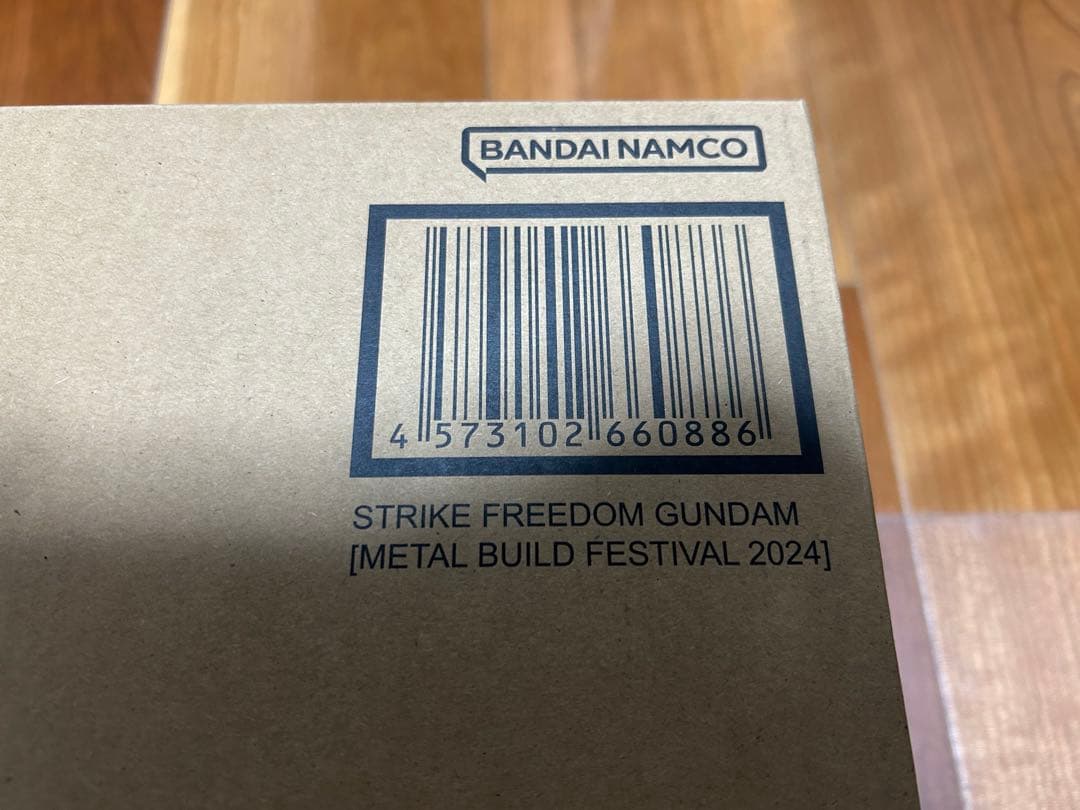 BANDAI NAMCO
4 573102 660886
STRIKE FREEDOM GUNDAM
[METAL BUILD FESTIVAL 2024]